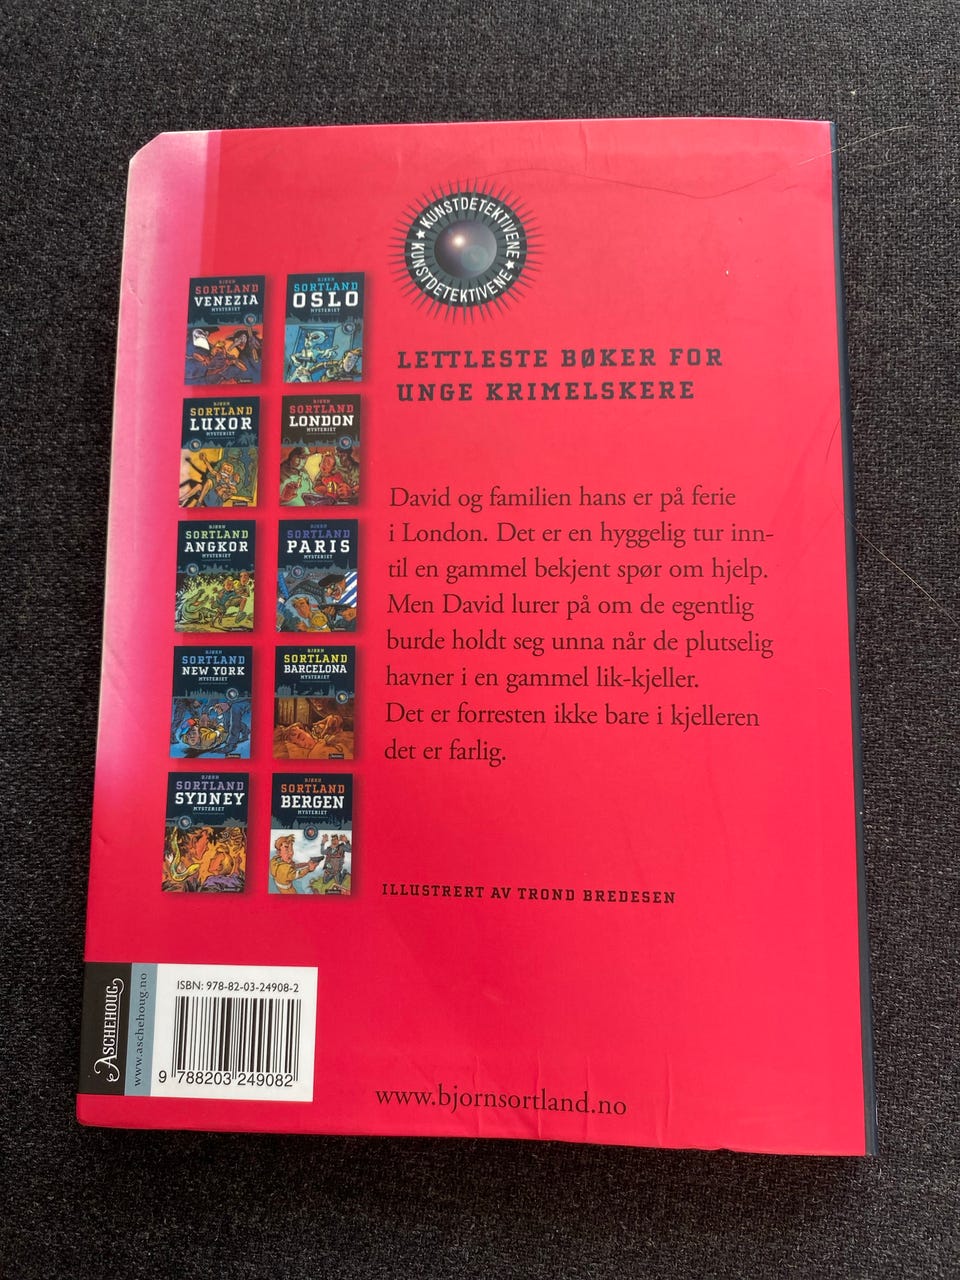 KUNSTDETEKTIVENE
KUNSTDETEKTIVENE
LETTLESTE BØKER FOR
UNGE KRIMELSKERE
David og familien hans er på ferie
i London. Det er en hyggelig tur inn-
til en gammel bekjent spør om hjelp.
Men David lurer på om de egentlig
burde holdt seg unna når de plutselig
havner i en gammel lik-kjeller.
Det er forresten ikke bare i kjelleren
det er farlig.
ILLUSTRERT AV TROND BREDESEN
BJØRN
SORTLAND
VENEZIA
MYSTERIET
BJØRN
SORTLAND
OSLO
MYSTERIET
BJØRN
SORTLAND
LUXOR
MYSTERIET
BJØRN
SORTLAND
LONDON
MYSTERIET
BJØRN
SORTLAND
ANGKOR
MYSTERIET
BJØRN
SORTLAND
PARIS
MYSTERIET
BJØRN
SORTLAND
NEW YORK
MYSTERIET
BJØRN
SORTLAND
BARCELONA
MYSTERIET
BJØRN
SORTLAND
SYDNEY
MYSTERIET
BJØRN
SORTLAND
BERGEN
MYSTERIET
ASCHEHOUG
www.aschehoug.no
ISBN: 978-82-03-24908-2
9 788203 249082
www.bjornsortland.no